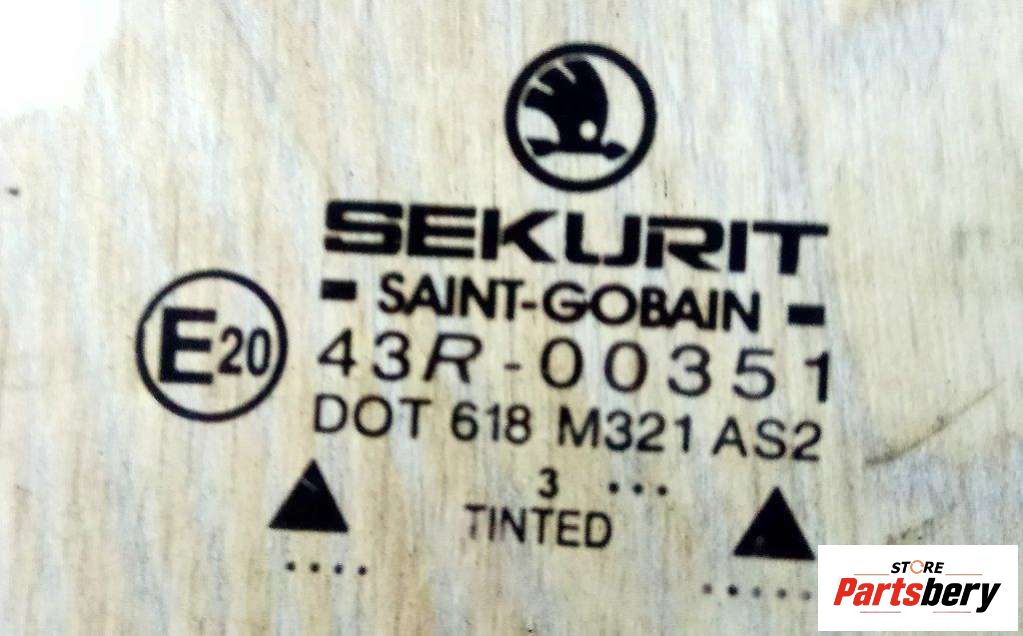 SEKURIT
- SAINT-GOBAIN -
E20
43R-00351
DOT 618 M321 AS2
3 ...
TINTED
.... .....
STORE
Partsbery